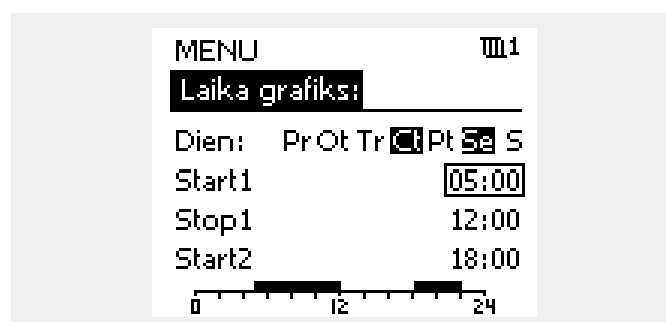 MENU 1
Laika grafiks:
Dien: Pr Ot Tr Ct Pt Se S
Start1 05:00
Stop1 12:00
Start2 18:00
0 12 24